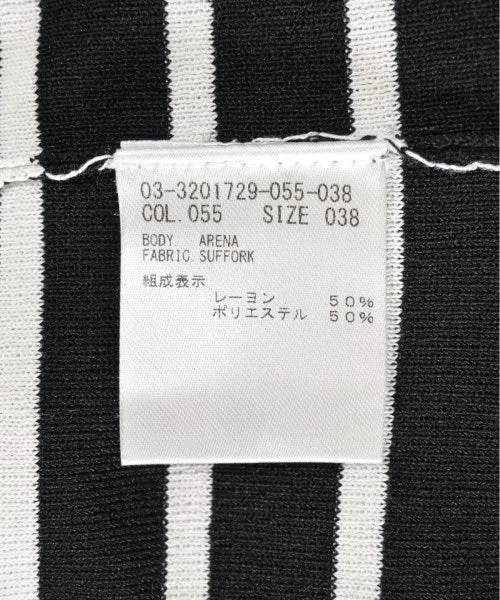 03-3201729-055-038
COL.055 SIZE 038
BODY. ARENA
FABRIC.SUFFORK
組成表示
レーヨン 50%
ポリエステル 50%